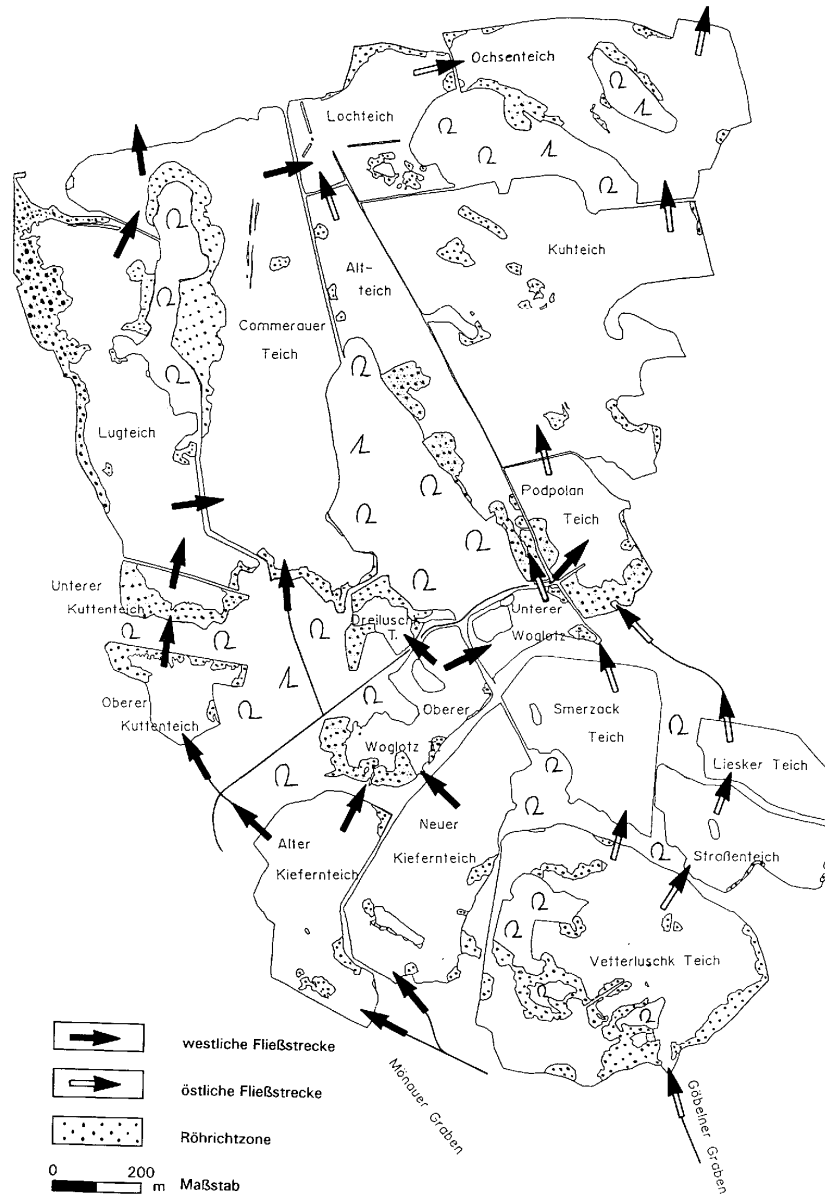 Ochsenteich
Lochteich
Kuhteich
Alt-
teich
Commerauer
Teich
Lugteich
Podpolan
Teich
Unterer
Kuttenteich
Dreiluschk
T.
Unterer
Woglotz
Oberer
Kuttenteich
Oberer
Woglotz T.
Smerzack
Teich
Liesker Teich
Neuer
Kiefernteich
Alter
Kiefernteich
Straßenteich
Vetterluschk Teich
Mönauer Graben
Göbelner Graben
westliche Fließstrecke
östliche Fließstrecke
Röhrichtzone
0 200 m Maßstab